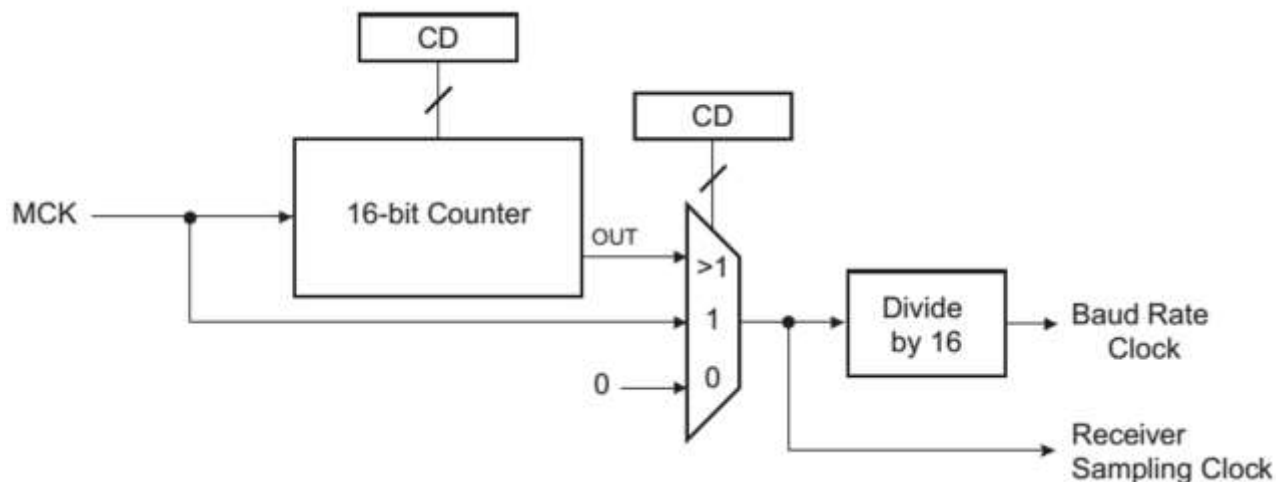 CD
CD
MCK
16-bit Counter
OUT
>1
1
0
0
Divide
by 16
Baud Rate
Clock
Receiver
Sampling Clock